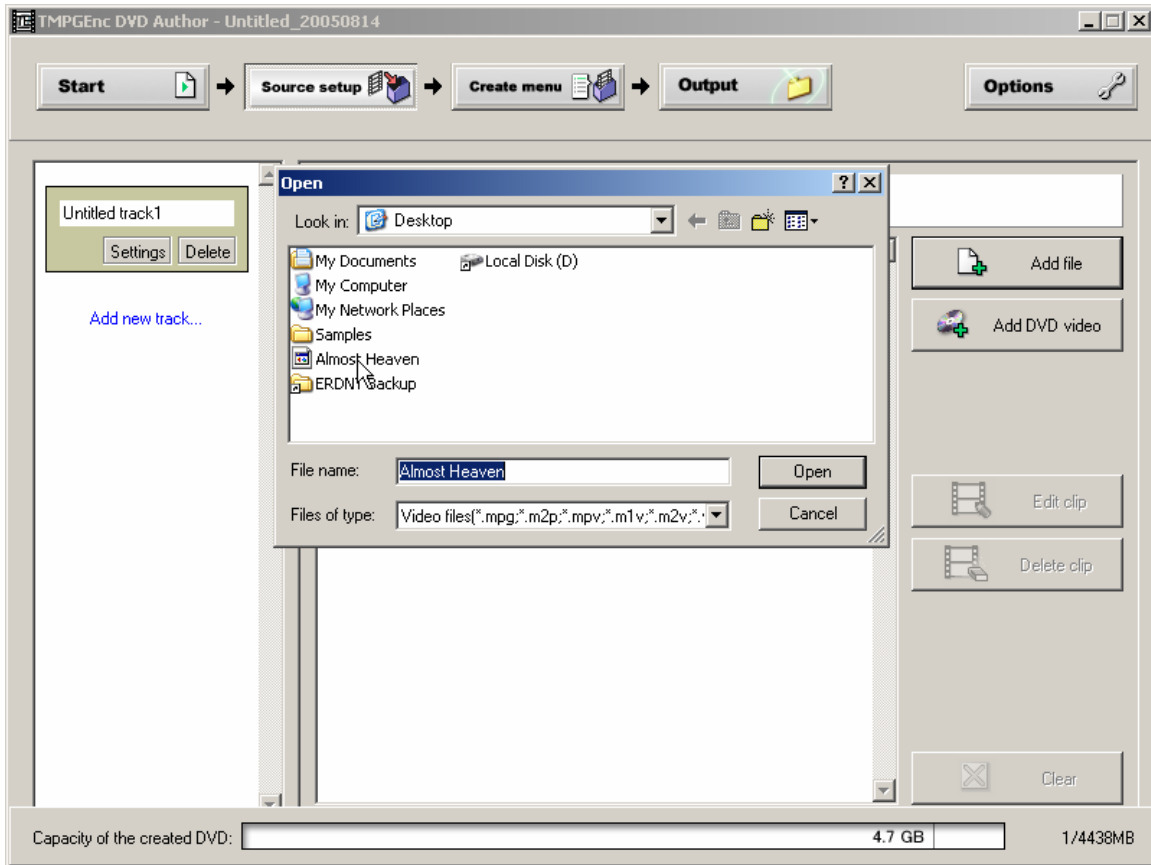 TMPGEnc DVD Author - Untitled_20050814
Start
Source setup
Create menu
Output
Options
Untitled track1
Settings Delete
Add new track...
Open
Look in: Desktop
My Documents Local Disk (D)
My Computer
My Network Places
Samples
Almost Heaven
Backup
File name: Almost Heaven Open
Files of type: Video files(*.mpg;*.m2p;*.mpv;*.m1v;*.m2v;*. Cancel
Add file
Add DVD video
Edit clip
Delete clip
Clear
Capacity of the created DVD: 4.7 GB 1/4438MB